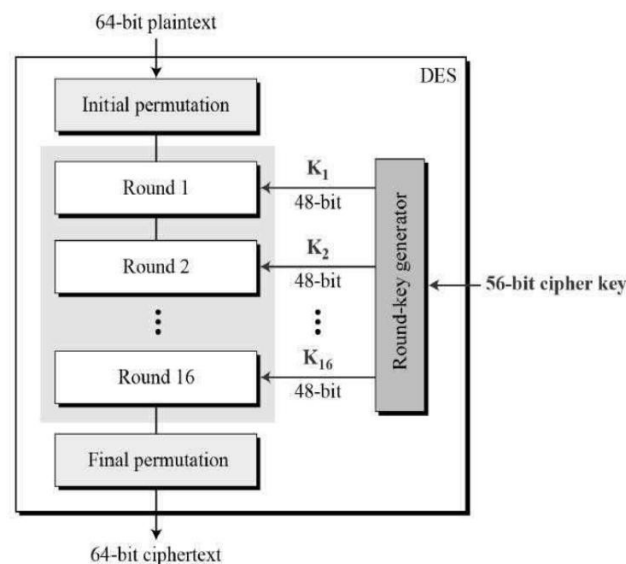 64-bit plaintext
DES
Initial permutation
Round 1
K1
48-bit
Round 2
K2
48-bit
Round-key generator
56-bit cipher key
Round 16
K16
48-bit
Final permutation
64-bit ciphertext